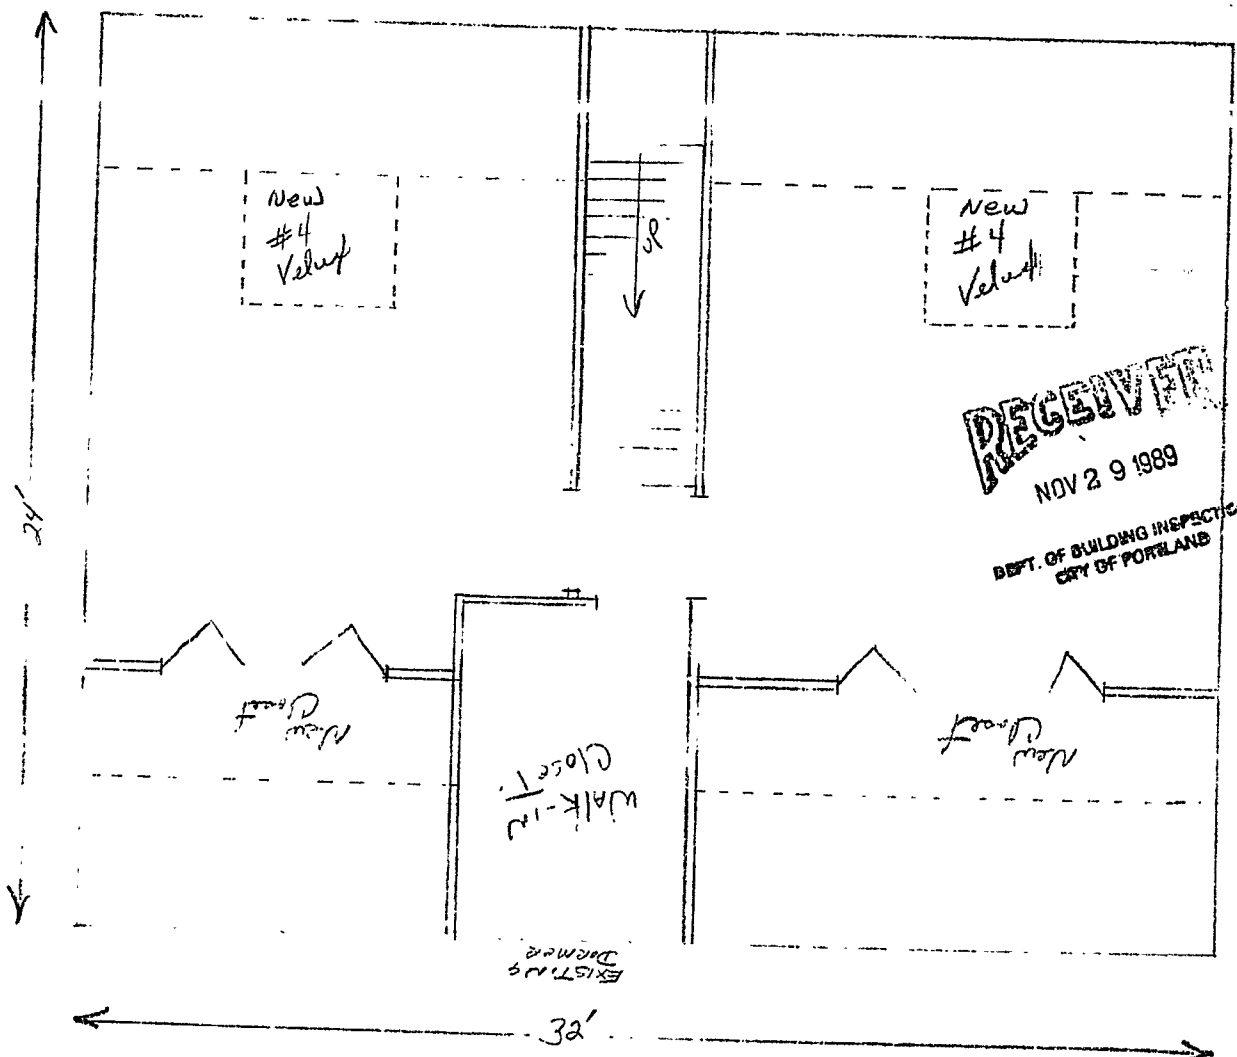 New
#4
Velux
New
#4
Velux
UP
RECEIVED
NOV 29 1989
DEPT. OF BUILDING INSPECTIO
CITY OF PORTLAND
24'
New
Closet
New
Closet
WALK-IN
CLOSET
EXISTING
DORMER
32'